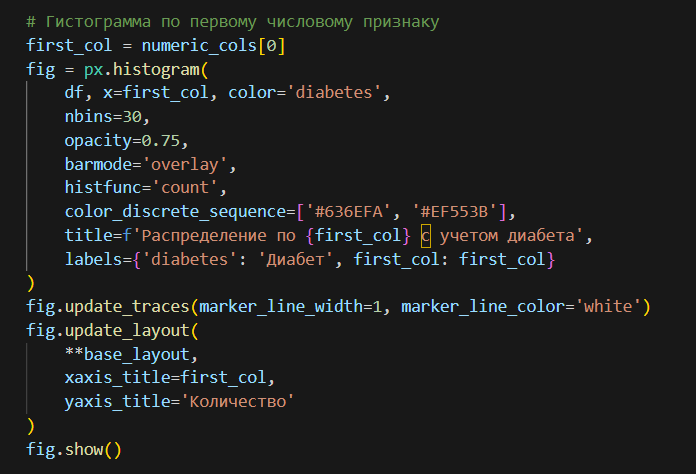 # Гистограмма по первому числовому признаку
first_col = numeric_cols[0]
fig = px.histogram(
    df, x=first_col, color='diabetes',
    nbins=30,
    opacity=0.75,
    barmode='overlay',
    histfunc='count',
    color_discrete_sequence=['#636EFA', '#EF553B'],
    title=f'Распределение по {first_col} с учетом диабета',
    labels={'diabetes': 'Диабет', first_col: first_col}
)
fig.update_traces(marker_line_width=1, marker_line_color='white')
fig.update_layout(
    **base_layout,
    xaxis_title=first_col,
    yaxis_title='Количество'
)
fig.show()